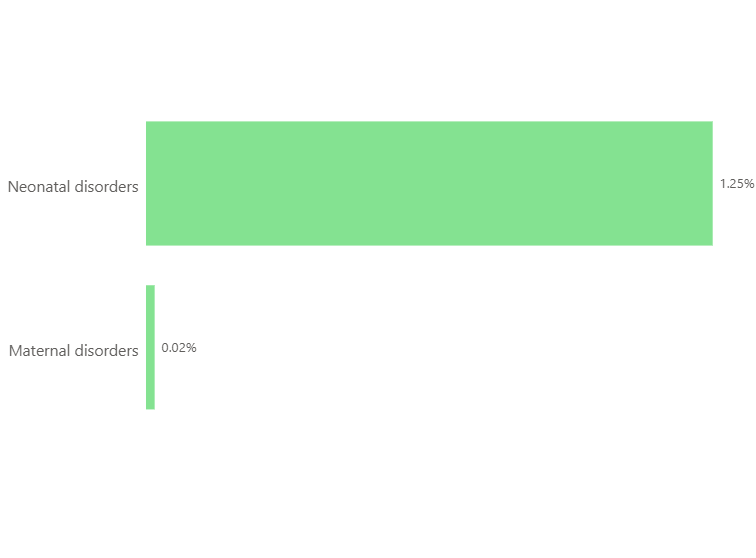 Neonatal disorders
1.25%
Maternal disorders
0.02%